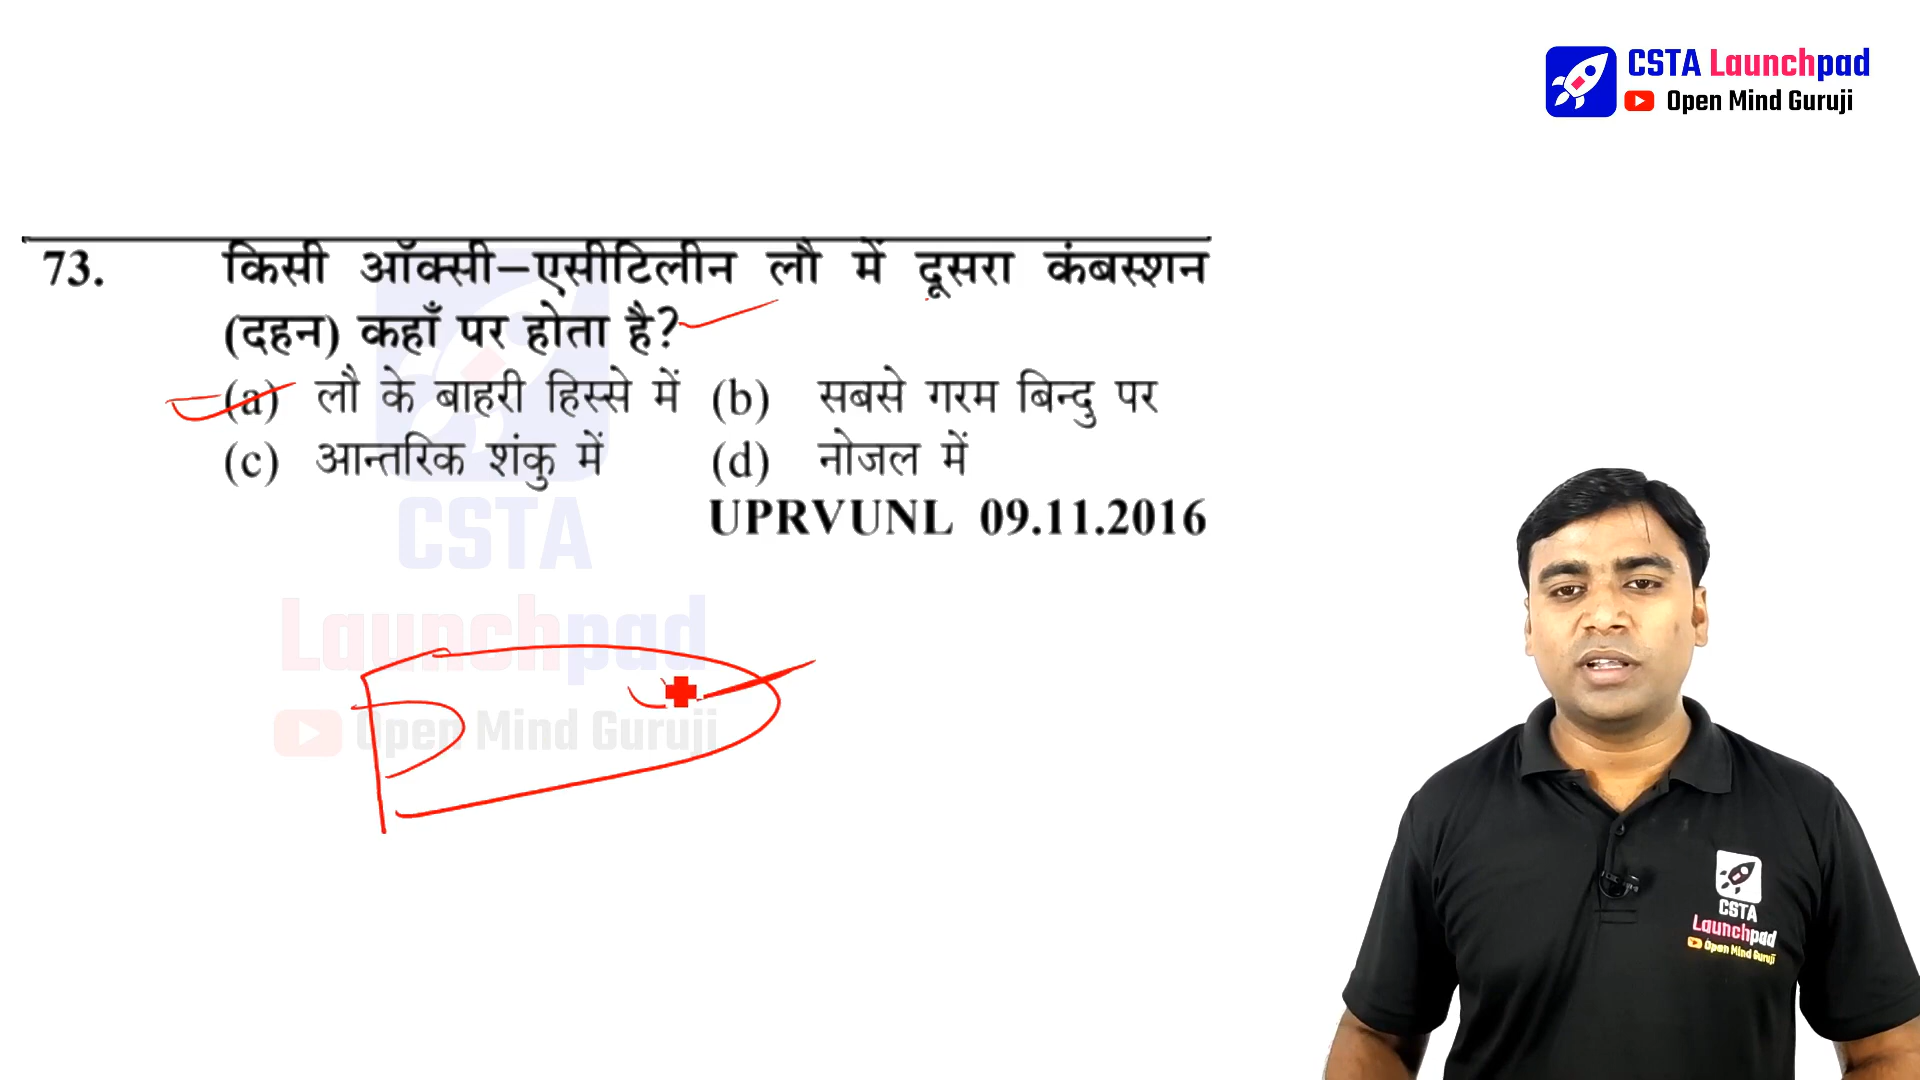 CSTA Launchpad
Open Mind Guruji
73. किसी ऑक्सी–एसीटिलीन लौ में दूसरा कंबस्शन
(दहन) कहाँ पर होता है?
(a) लौ के बाहरी हिस्से में (b) सबसे गरम बिन्दु पर
(c) आन्तरिक शंकु में (d) नोजल में
UPRVUNL 09.11.2016
CSTA
Launchpad
Open Mind Guruji
CSTA
Launchpad
Open Mind Guruji